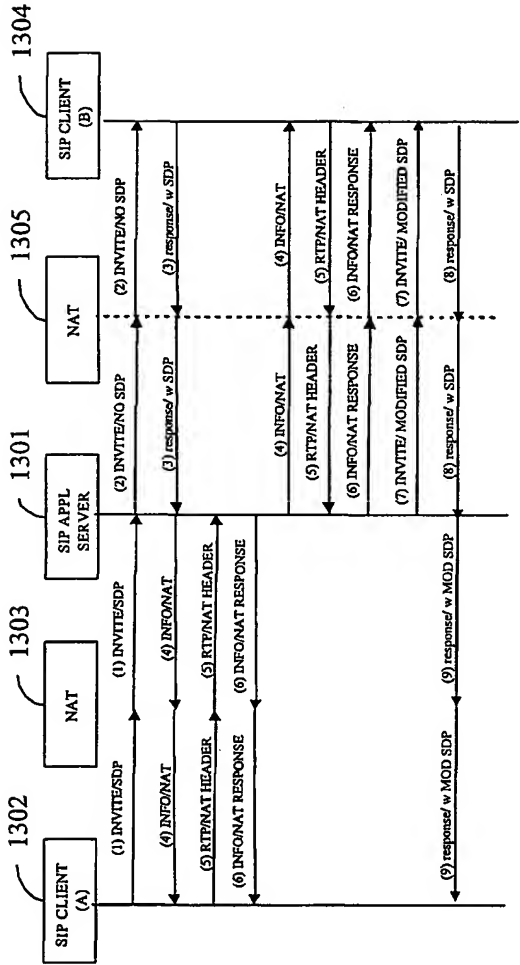 1302
SIP CLIENT
(A)
1303
NAT
1301
SIP APPL
SERVER
1305
NAT
1304
SIP CLIENT
(B)
(1) INVITE/SDP
(1) INVITE/SDP
(2) INVITE/NO SDP
(2) INVITE/NO SDP
(4) INFO/NAT
(4) INFO/NAT
(3) response/ w SDP
(3) response/ w SDP
(5) RTP/NAT HEADER
(5) RTP/NAT HEADER
(6) INFO/NAT RESPONSE
(6) INFO/NAT RESPONSE
(4) INFO/NAT
(4) INFO/NAT
(5) RTP/NAT HEADER
(5) RTP/NAT HEADER
(6) INFO/NAT RESPONSE
(6) INFO/NAT RESPONSE
(7) INVITE/ MODIFIED SDP
(7) INVITE/ MODIFIED SDP
(9) response/ w MOD SDP
(9) response/ w MOD SDP
(8) response/ w SDP
(8) response/ w SDP